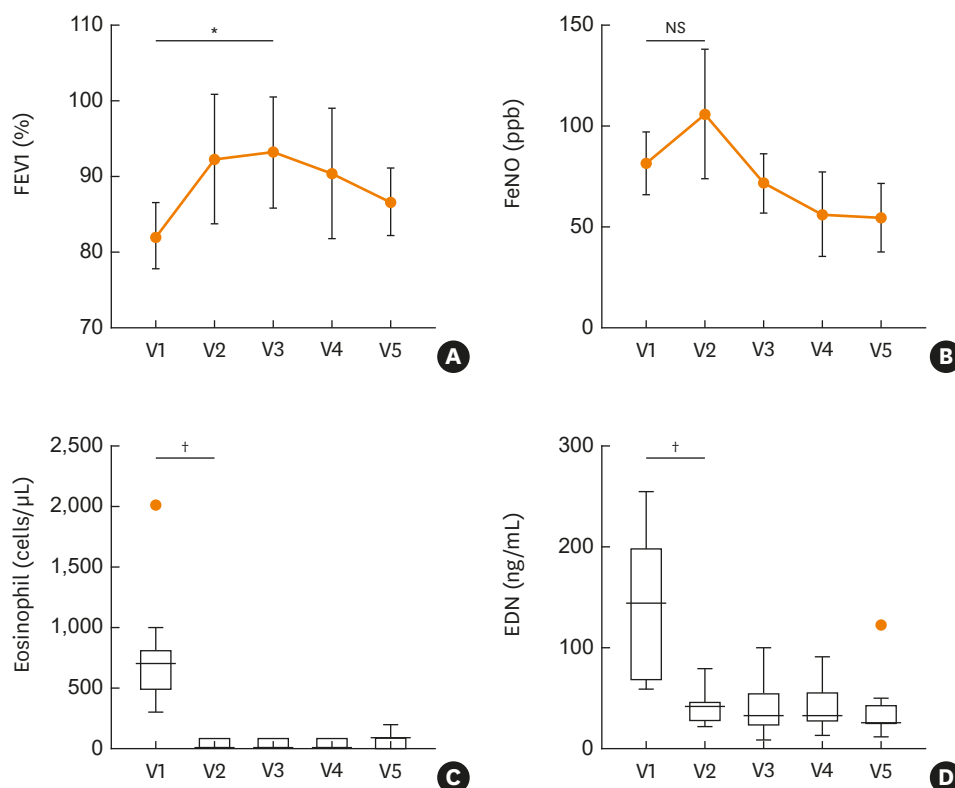 110
100
90
80
70
FEV1 (%)
*
V1 V2 V3 V4 V5
A
150
100
50
0
FeNO (ppb)
NS
V1 V2 V3 V4 V5
B
2,500
2,000
1,500
1,000
500
0
Eosinophil (cells/µL)
†
V1 V2 V3 V4 V5
C
300
200
100
0
EDN (ng/mL)
†
V1 V2 V3 V4 V5
D